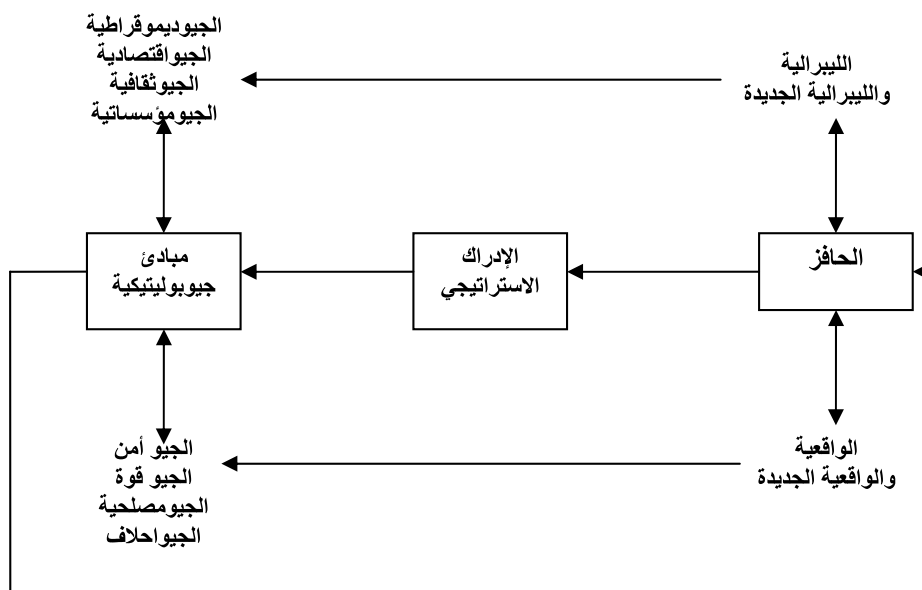 الليبرالية
والليبرالية الجديدة
الجيوديموقراطية
الجيواقتصادية
الجيوثقافية
الجيومؤسساتية
الحافز
الإدراك
الاستراتيجي
مبادئ
جيوبوليتيكية
الواقعية
والواقعية الجديدة
الجيو أمن
الجيو قوة
الجيومصلحية
الجيواحلاف